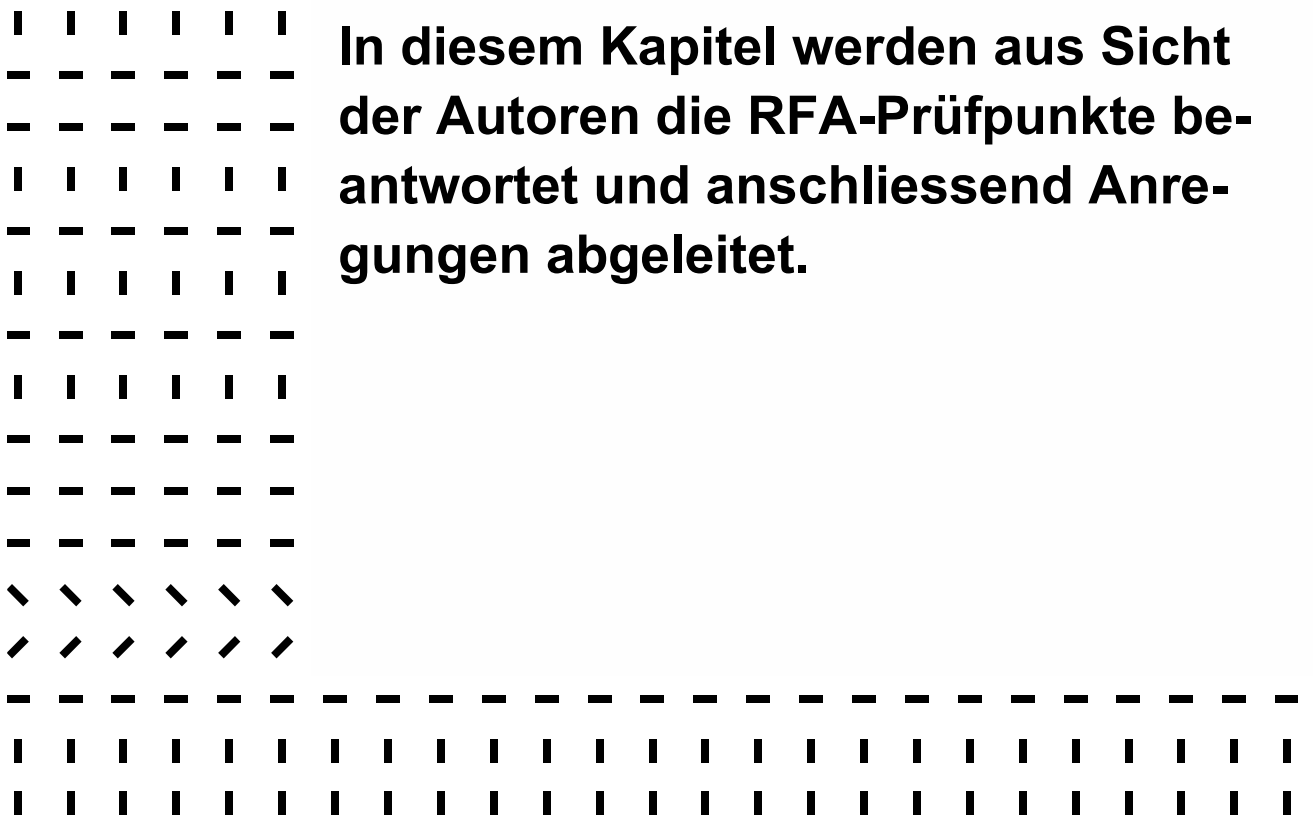 In diesem Kapitel werden aus Sicht
der Autoren die RFA-Prüfpunkte be-
antwortet und anschliessend Anre-
gungen abgeleitet.